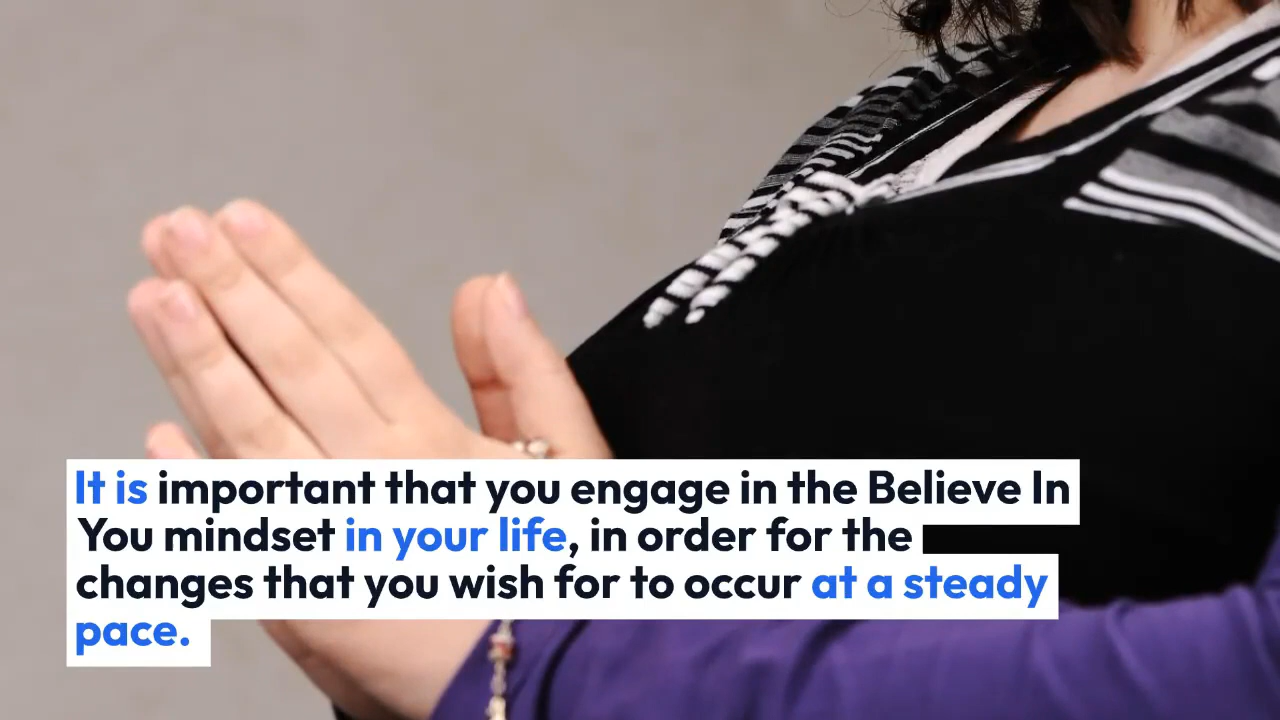 It is important that you engage in the Believe In
You mindset in your life, in order for the
changes that you wish for to occur at a steady
pace.